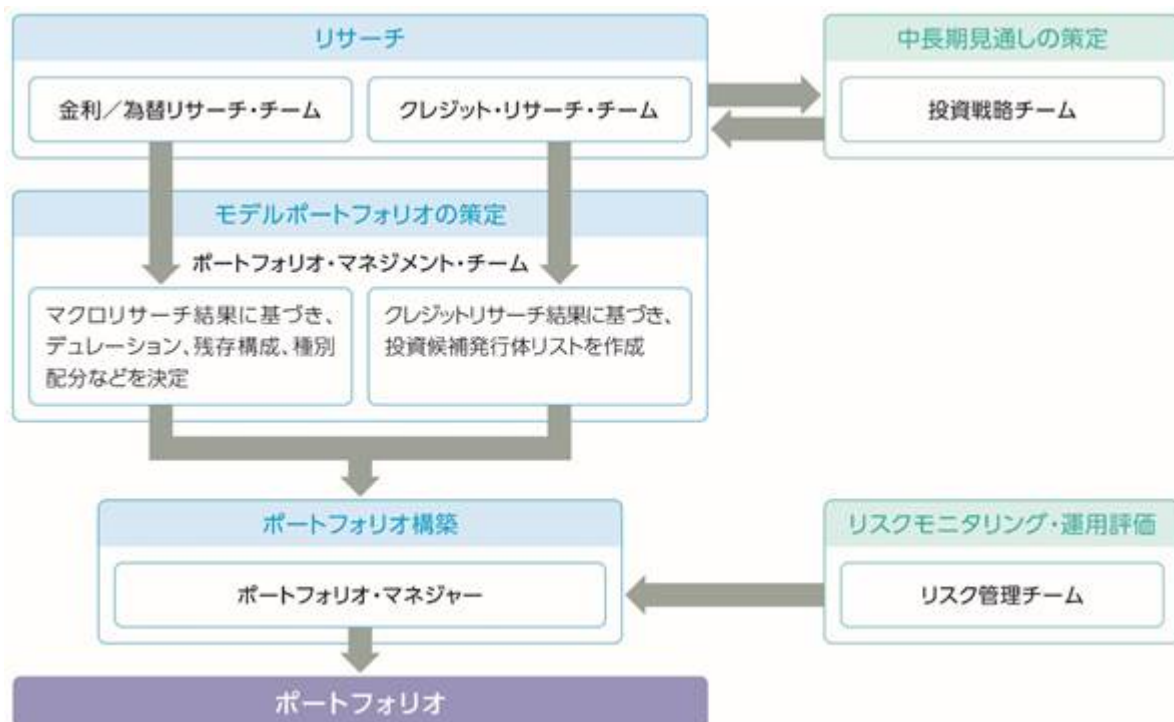 リサーチ
金利／為替リサーチ・チーム
クレジット・リサーチ・チーム
中長期見通しの策定
投資戦略チーム
モデルポートフォリオの策定
ポートフォリオ・マネジメント・チーム
マクロリサーチ結果に基づき、
デュレーション、残存構成、種別
配分などを決定
クレジットリサーチ結果に基づき、
投資候補発行体リストを作成
ポートフォリオ構築
ポートフォリオ・マネジャー
リスクモニタリング・運用評価
リスク管理チーム
ポートフォリオ